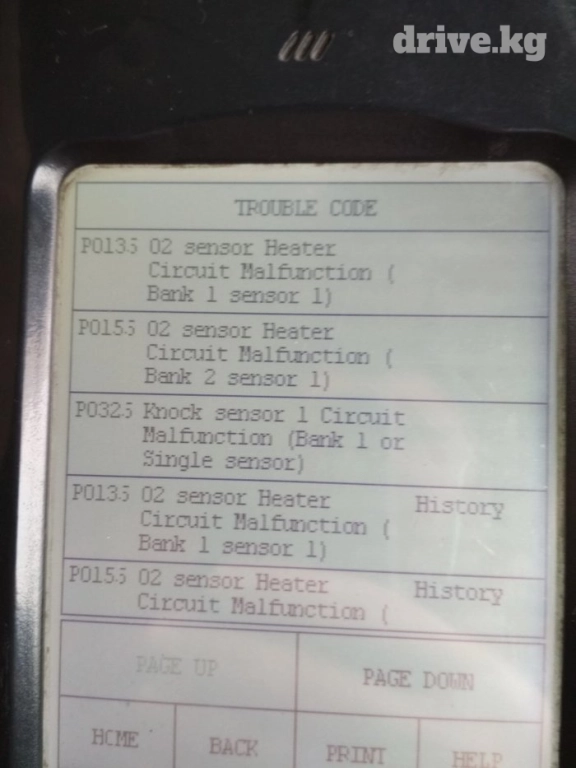 drive.kg
TROUBLE CODE
P0135 O2 sensor Heater
Circuit Malfunction (
Bank 1 sensor 1)
P0155 O2 sensor Heater
Circuit Malfunction (
Bank 2 sensor 1)
P0325 Knock sensor 1 Circuit
Malfunction (Bank 1 or
Single sensor)
P0135 O2 sensor Heater History
Circuit Malfunction (
Bank 1 sensor 1)
P0155 O2 sensor Heater History
Circuit Malfunction (
PAGE UP PAGE DOWN
HOME BACK PRINT HELP